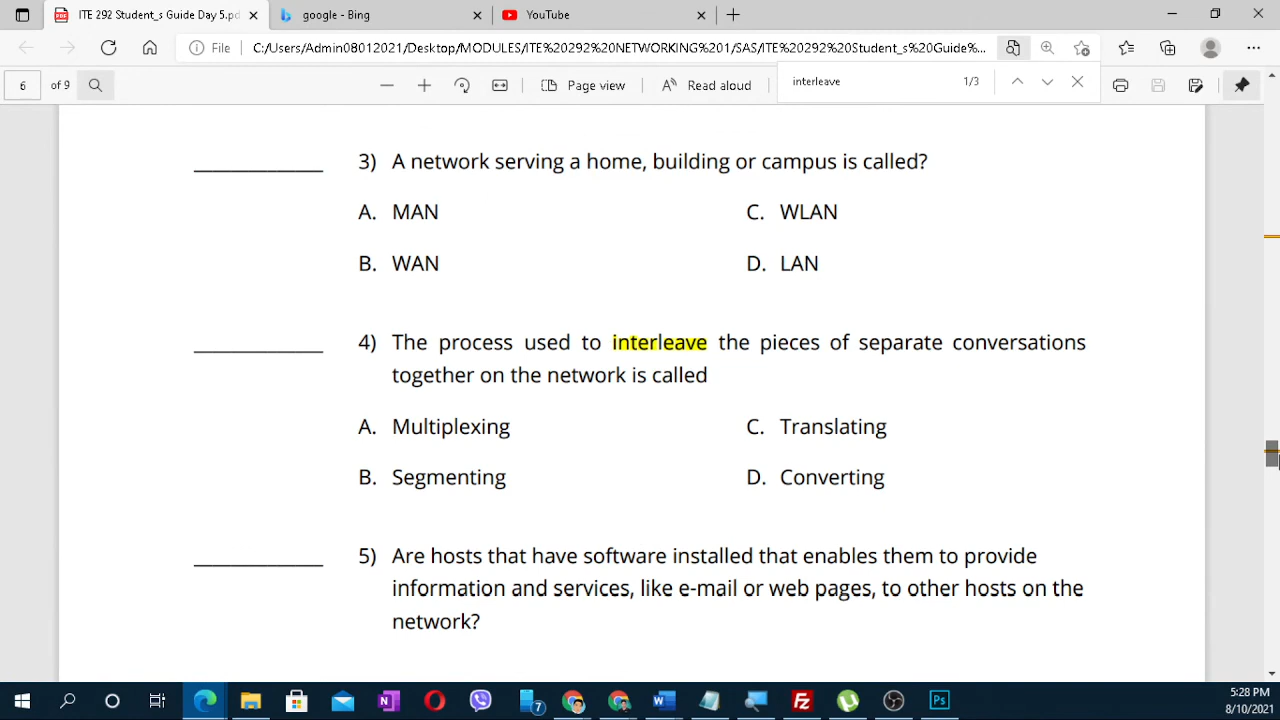 ITE 292 Student_s Guide Day 5.pd
google - Bing
YouTube
File
C:/Users/Admin08012021/Desktop/MODULES/ITE%20292%20NETWORKING%201/SAS/ITE%20292%20Student_s%20Guide%...
6 of 9
Page view
Read aloud
interleave 1/3
3) A network serving a home, building or campus is called?
A. MAN
C. WLAN
B. WAN
D. LAN
4) The process used to interleave the pieces of separate conversations
together on the network is called
A. Multiplexing
C. Translating
B. Segmenting
D. Converting
5) Are hosts that have software installed that enables them to provide
information and services, like e-mail or web pages, to other hosts on the
network?
5:28 PM
8/10/2021